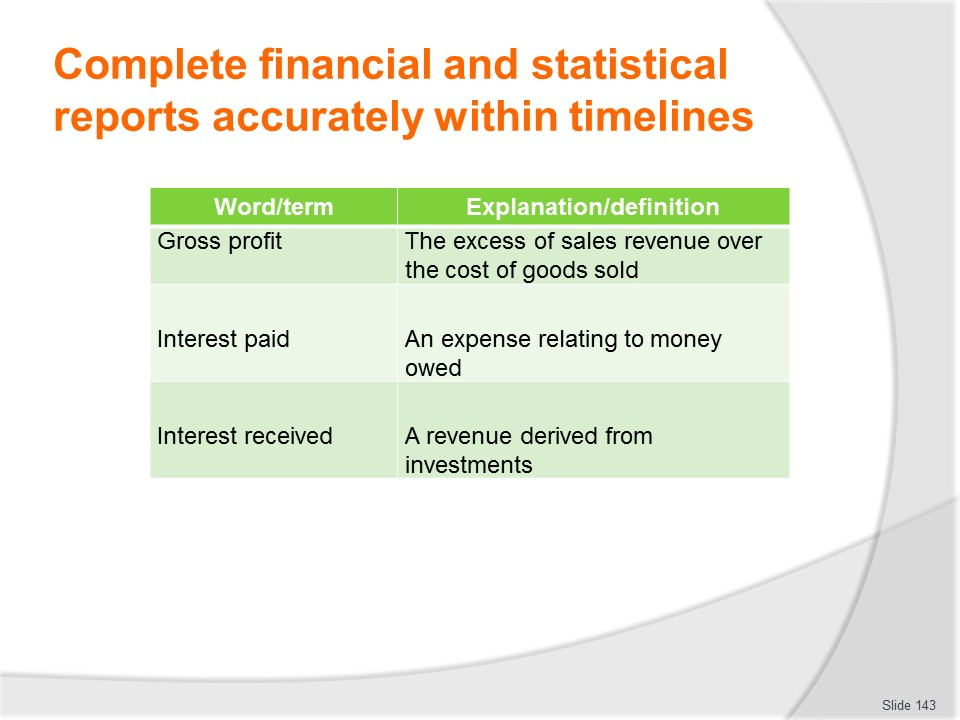 Complete financial and statistical
reports accurately within timelines
Word/term
Explanation/definition
Gross profit
The excess of sales revenue over
the cost of goods sold
Interest paid
An expense relating to money
owed
Interest received
A revenue derived from
investments
Slide 143